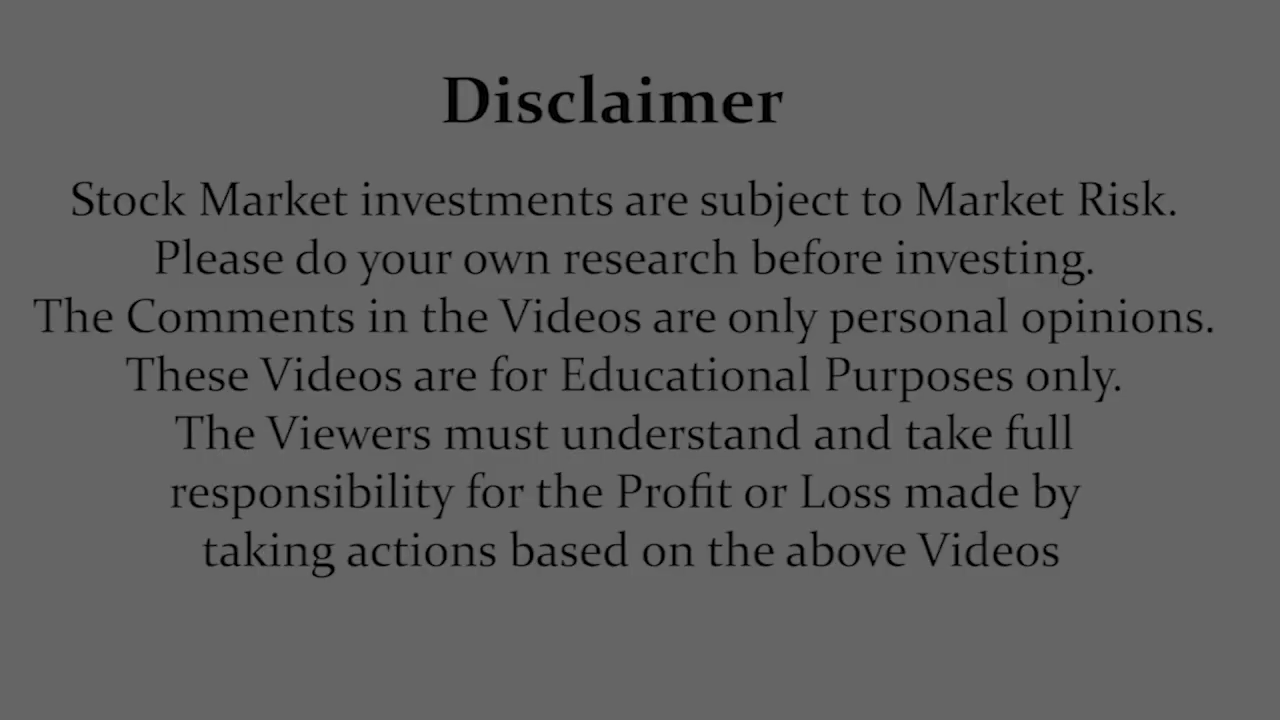 Disclaimer
Stock Market investments are subject to Market Risk.
Please do your own research before investing.
The Comments in the Videos are only personal opinions.
These Videos are for Educational Purposes only.
The Viewers must understand and take full
responsibility for the Profit or Loss made by
taking actions based on the above Videos